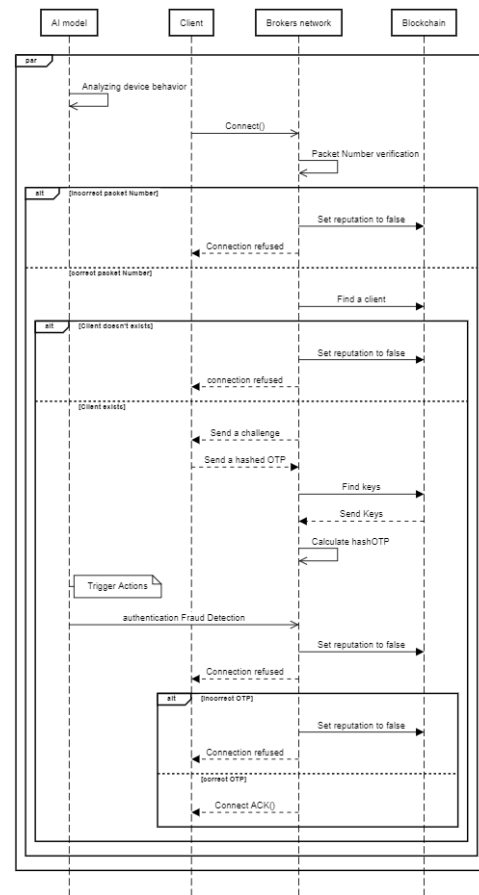 AI model
Client
Brokers network
Blockchain
par
Analyzing device behavior
Connect()
Packet Number verification
alt
[Incorrect packet Number]
Set reputation to false
Connection refused
[correct packet Number]
Find a client
alt
[Client doesn't exists]
Set reputation to false
connection refused
[Client exists]
Send a challenge
Send a hashed OTP
Find keys
Send Keys
Calculate hashOTP
Trigger Actions
authentication Fraud Detection
Set reputation to false
Connection refused
alt
[Incorrect OTP]
Set reputation to false
Connection refused
[correct OTP]
Connect ACK()